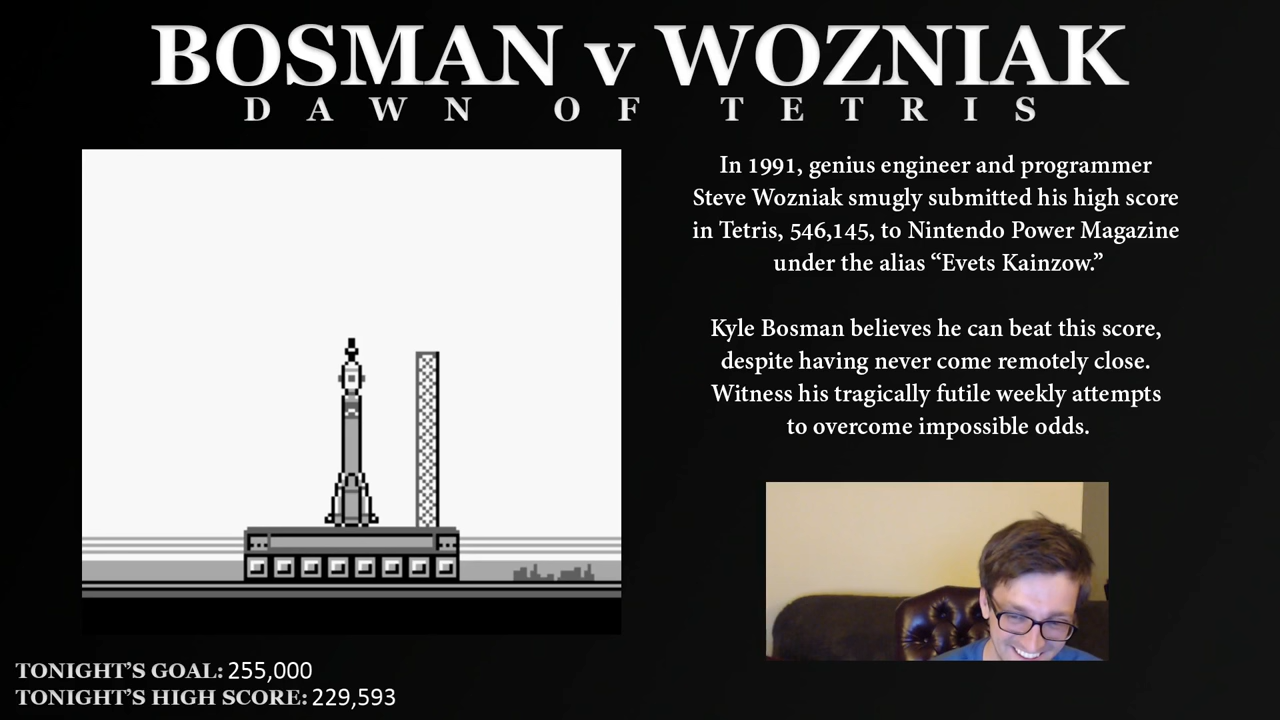 BOSMAN v WOZNIAK
DAWN OF TETRIS
In 1991, genius engineer and programmer
Steve Wozniak smugly submitted his high score
in Tetris, 546,145, to Nintendo Power Magazine
under the alias “Evets Kainzow.”
Kyle Bosman believes he can beat this score,
despite having never come remotely close.
Witness his tragically futile weekly attempts
to overcome impossible odds.
TONIGHT’S GOAL: 255,000
TONIGHT’S HIGH SCORE: 229,593